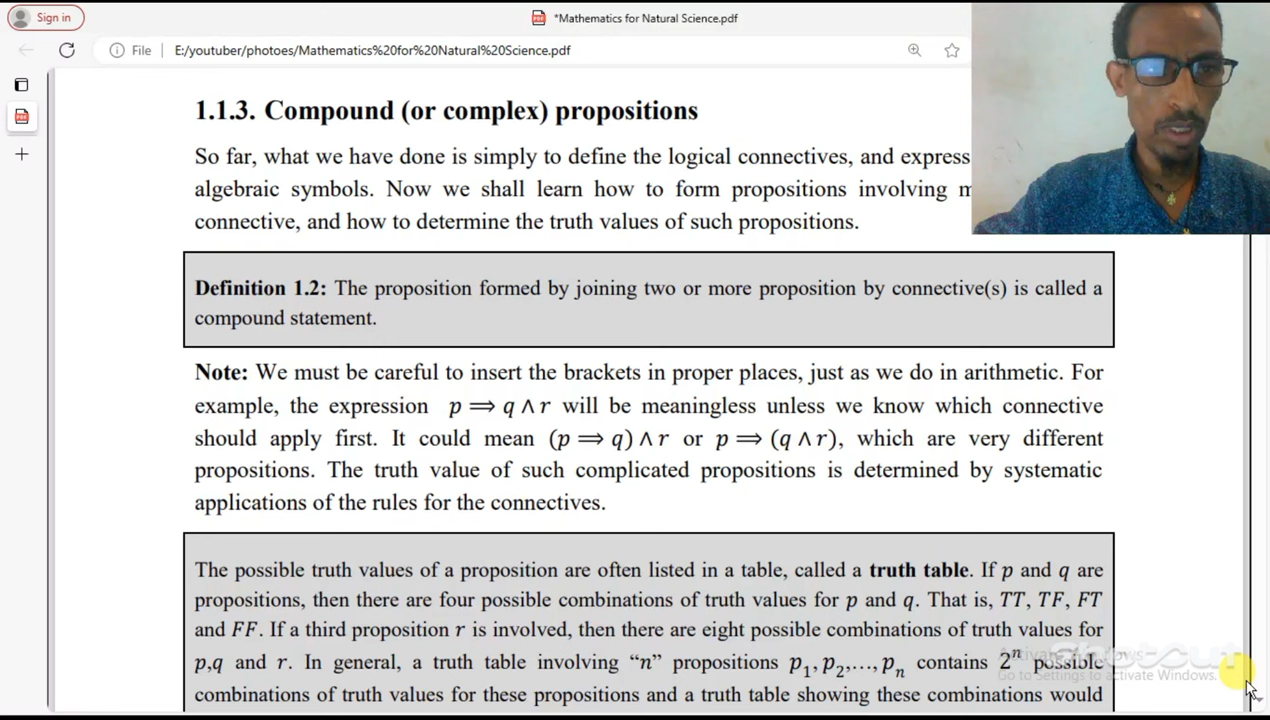 Sign in
*Mathematics for Natural Science.pdf
File
E:/youtuber/photoes/Mathematics%20for%20Natural%20Science.pdf
1.1.3. Compound (or complex) propositions
So far, what we have done is simply to define the logical connectives, and express
algebraic symbols. Now we shall learn how to form propositions involving
connective, and how to determine the truth values of such propositions.
Definition 1.2: The proposition formed by joining two or more proposition by connective(s) is called a
compound statement.
Note: We must be careful to insert the brackets in proper places, just as we do in arithmetic. For
example, the expression p ⟹ q ∧ r will be meaningless unless we know which connective
should apply first. It could mean (p ⟹ q) ∧ r or p ⟹ (q ∧ r), which are very different
propositions. The truth value of such complicated propositions is determined by systematic
applications of the rules for the connectives.
The possible truth values of a proposition are often listed in a table, called a truth table. If p and q are
propositions, then there are four possible combinations of truth values for p and q. That is, TT, TF, FT
and FF. If a third proposition r is involved, then there are eight possible combinations of truth values for
p,q and r. In general, a truth table involving “n” propositions p₁, p₂,…, pₙ contains 2ⁿ possible
combinations of truth values for these propositions and a truth table showing these combinations would
Activate Windows
Go to Settings to activate Windows.